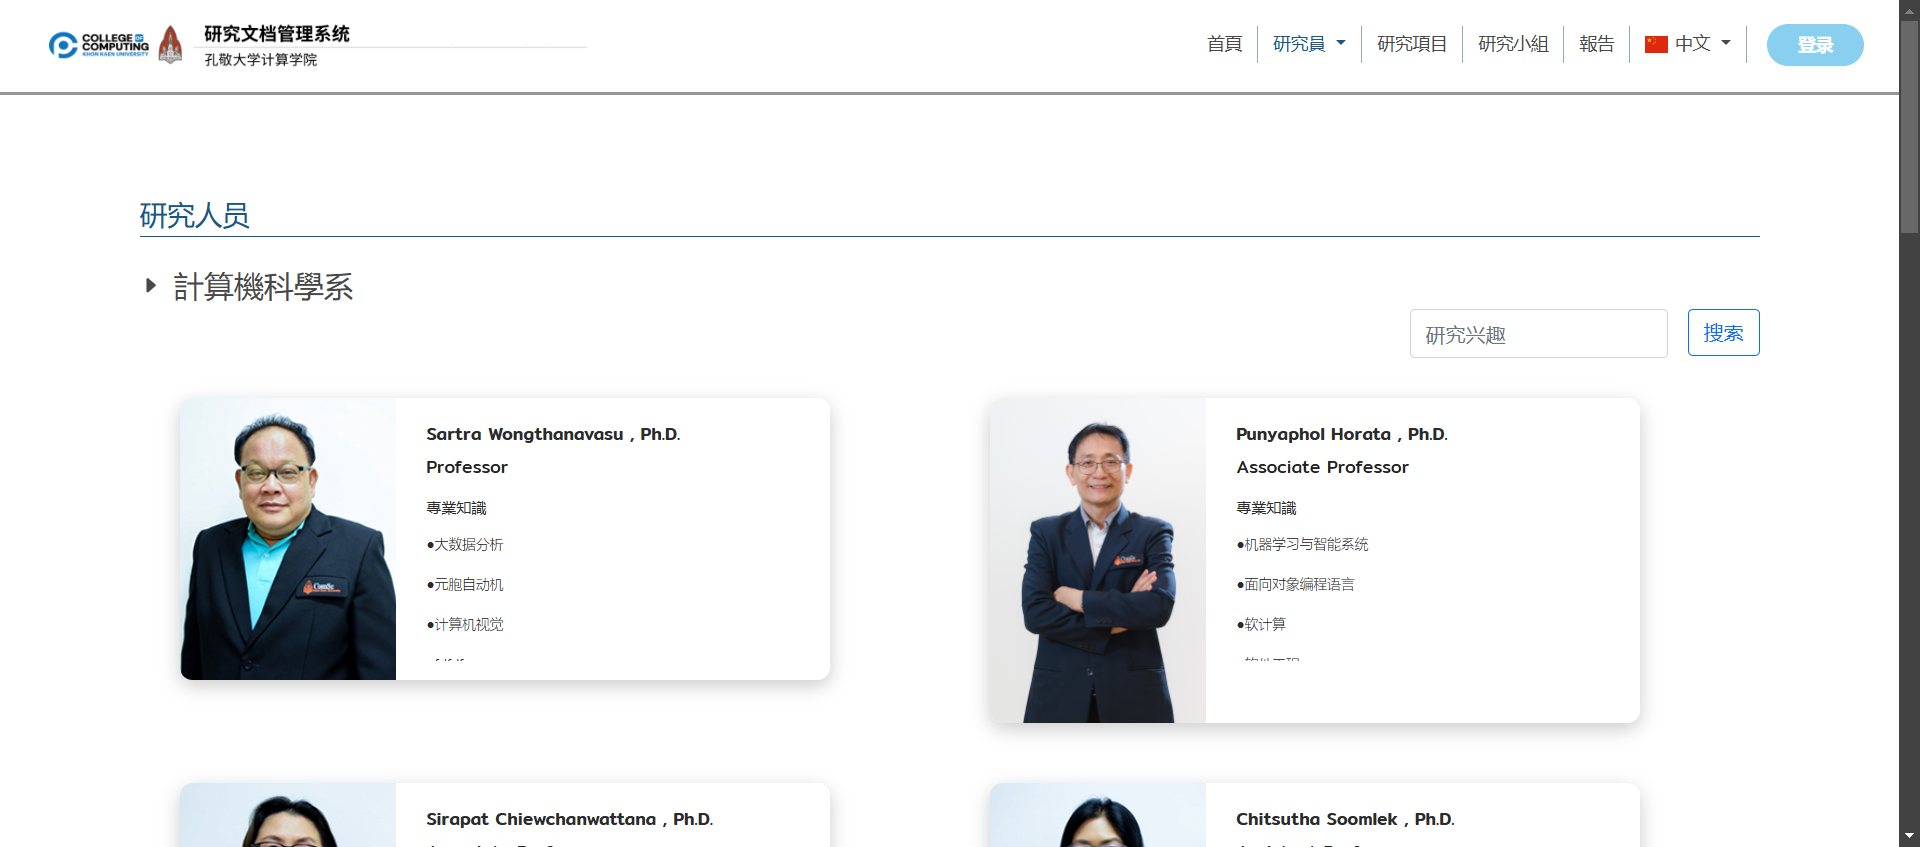 COLLEGE OF
COMPUTING
KHON KAEN UNIVERSITY
研究文档管理系统
孔敬大学计算学院
首頁
研究員
研究項目
研究小組
報告
中文
登录
研究人员
計算機科學系
研究兴趣
搜索
Sartra Wongthanavasu , Ph.D.
Professor
專業知識
●大数据分析
●元胞自动机
●计算机视觉
Punyaphol Horata , Ph.D.
Associate Professor
專業知識
●机器学习与智能系统
●面向对象编程语言
●软计算
Sirapat Chiewchanwattana , Ph.D.
Chitsutha Soomlek , Ph.D.